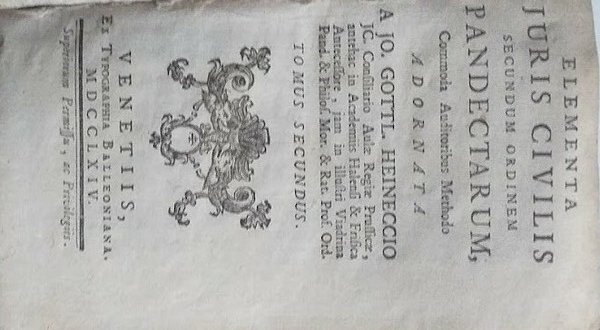 ELEMENTA
JURIS CIVILIS
SECUNDUM ORDINEM
PANDECTARUM,
Commoda Auditoribus Methodo
ADORNATA
A JO. GOTTL. HEINECCIO
JC. Consiliario Aulæ Regiæ Prussicæ,
antehac in Academiis Halensi & Frisica
Antecessore, jam in illustri Viadrina
Pand. & Philos. Mor. & Rat. Prof. Ord.
TOMUS SECUNDUS.
VENETIIS,
EX TYPOGRAPHIA BALLEONIANA.
MDCCLXIV.
Superiorum Permissu, ac Privilegiis.